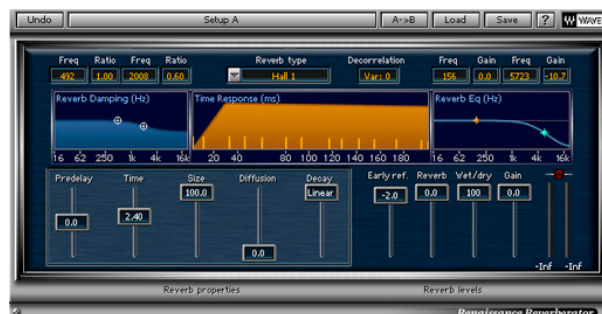 Undo Setup A A->B Load Save ? WAVE
Freq Ratio Freq Ratio Reverb type Decorrelation Freq Gain Freq Gain
492 1.00 2008 0.60 Hall 1 Var: 0 156 0.0 5723 -10.7
Reverb Damping (Hz) Time Response (ms) Reverb Eq (Hz)
16 62 250 1k 4k 16k 20 40 80 100 120 140 160 180 16 62 250 1k 4k 16k
Predelay Time Size Diffusion Decay Early ref. Reverb Wet/dry Gain
100.0 Linear -2.0 0.0 100 0.0
0.0 2.40
0.0
-Inf -Inf
Reverb properties Reverb levels
Renaissance Reverberator